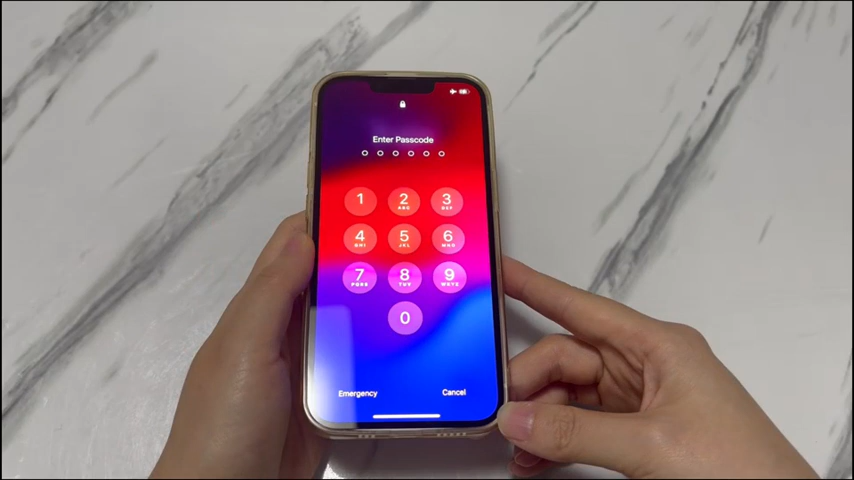 Enter Passcode
1 2 3
ABC DEF
4 5 6
GHI JKL MNO
7 8 9
PQRS TUV WXYZ
0
Emergency Cancel